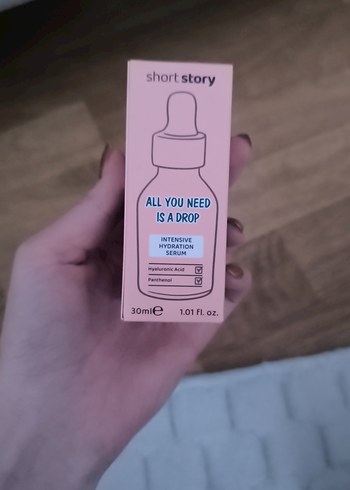 short story
ALL YOU NEED
IS A DROP
INTENSIVE
HYDRATION
SERUM
Hyaluronic Acid
Panthenol
30ml℮ 1.01 fl. oz.